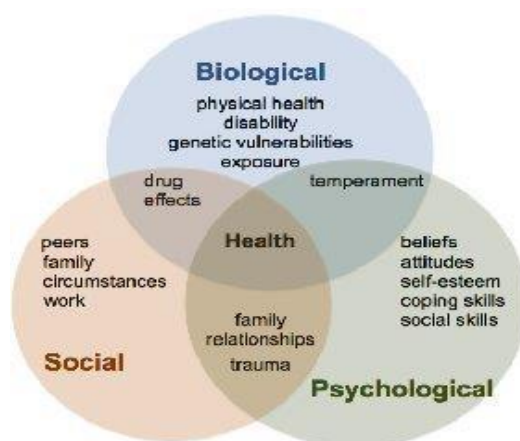 Biological
physical health
disability
genetic vulnerabilities
exposure
drug
effects
temperament
Health
peers
family
circumstances
work
beliefs
attitudes
self-esteem
coping skills
social skills
family
relationships
trauma
Social
Psychological